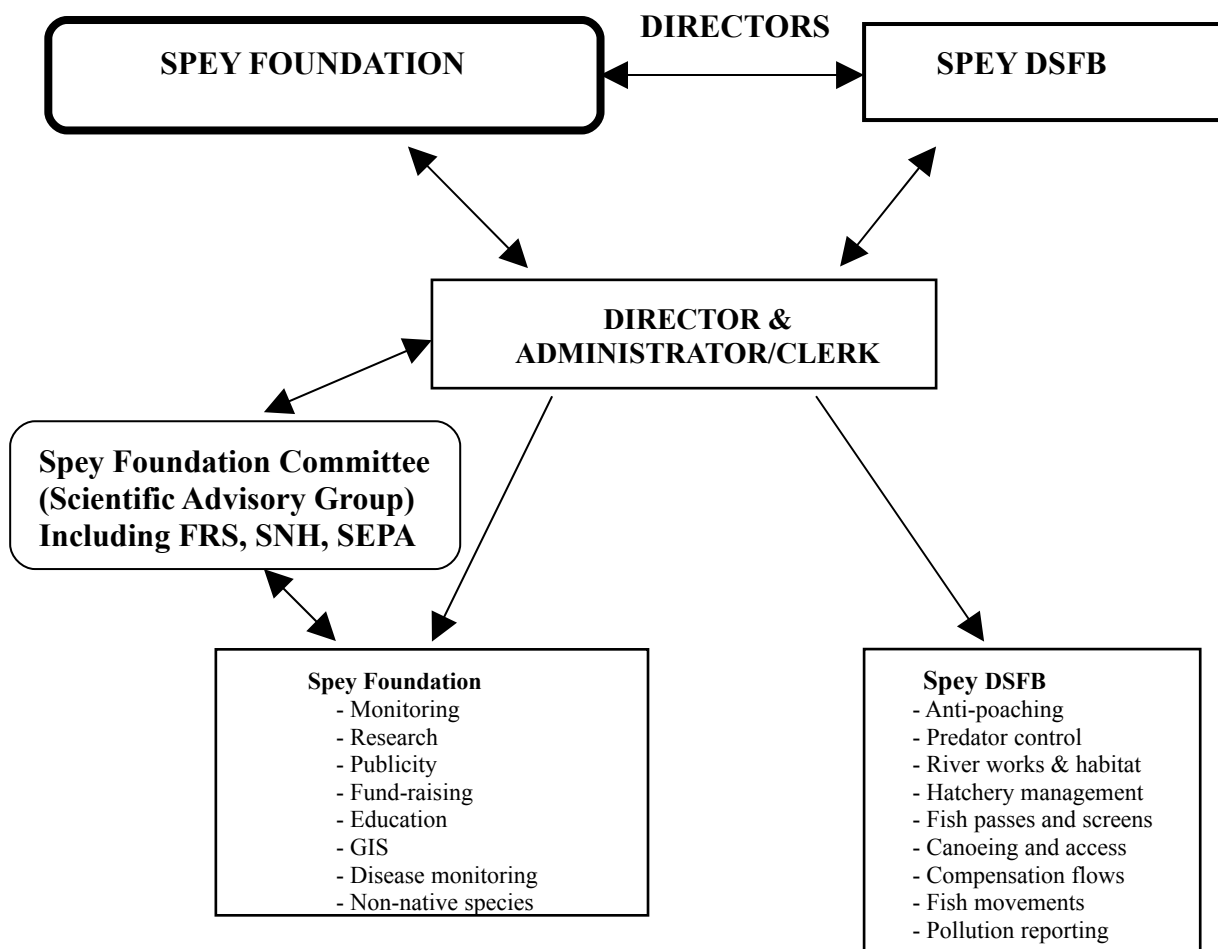 DIRECTORS
SPEY FOUNDATION
SPEY DSFB
DIRECTOR &
ADMINISTRATOR/CLERK
Spey Foundation Committee
(Scientific Advisory Group)
Including FRS, SNH, SEPA
Spey Foundation
- Monitoring
- Research
- Publicity
- Fund-raising
- Education
- GIS
- Disease monitoring
- Non-native species
Spey DSFB
- Anti-poaching
- Predator control
- River works & habitat
- Hatchery management
- Fish passes and screens
- Canoeing and access
- Compensation flows
- Fish movements
- Pollution reporting